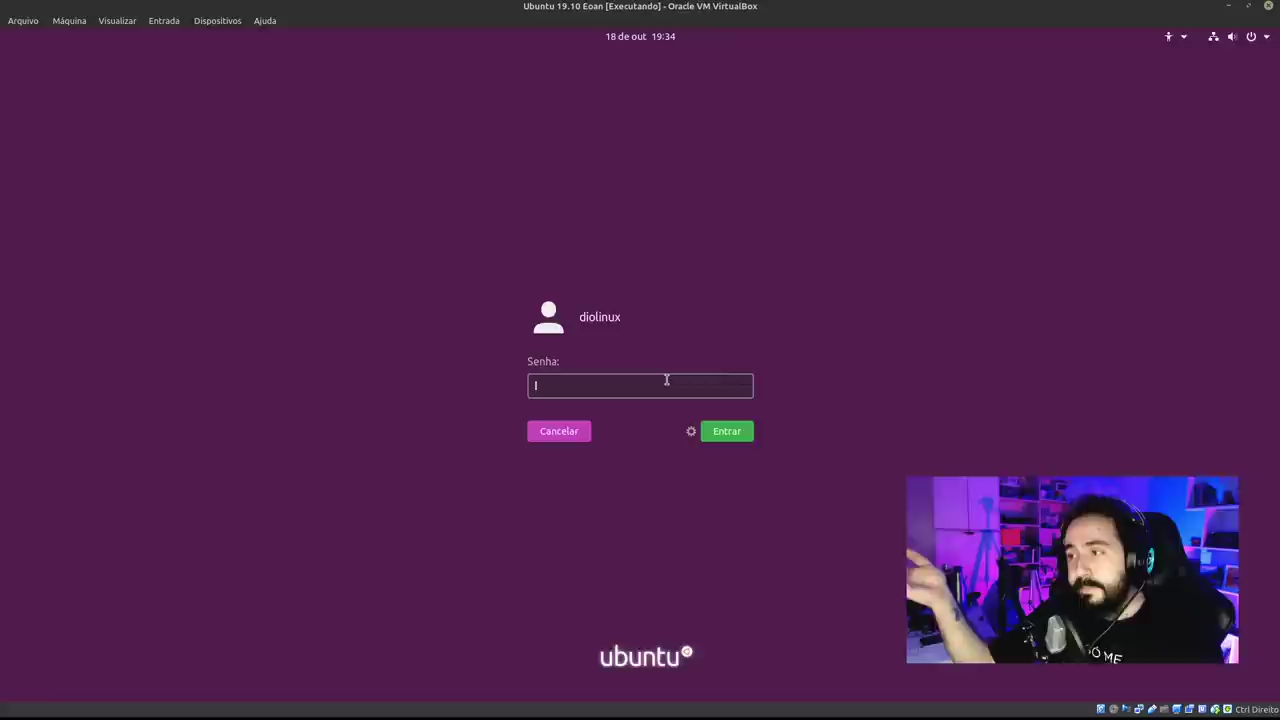 Ubuntu 19.10 Eoan [Executando] - Oracle VM VirtualBox
Arquivo Máquina Visualizar Entrada Dispositivos Ajuda
18 de out 19:34
diolinux
Senha:
Cancelar Entrar
ubuntu
ME
Ctrl Direito